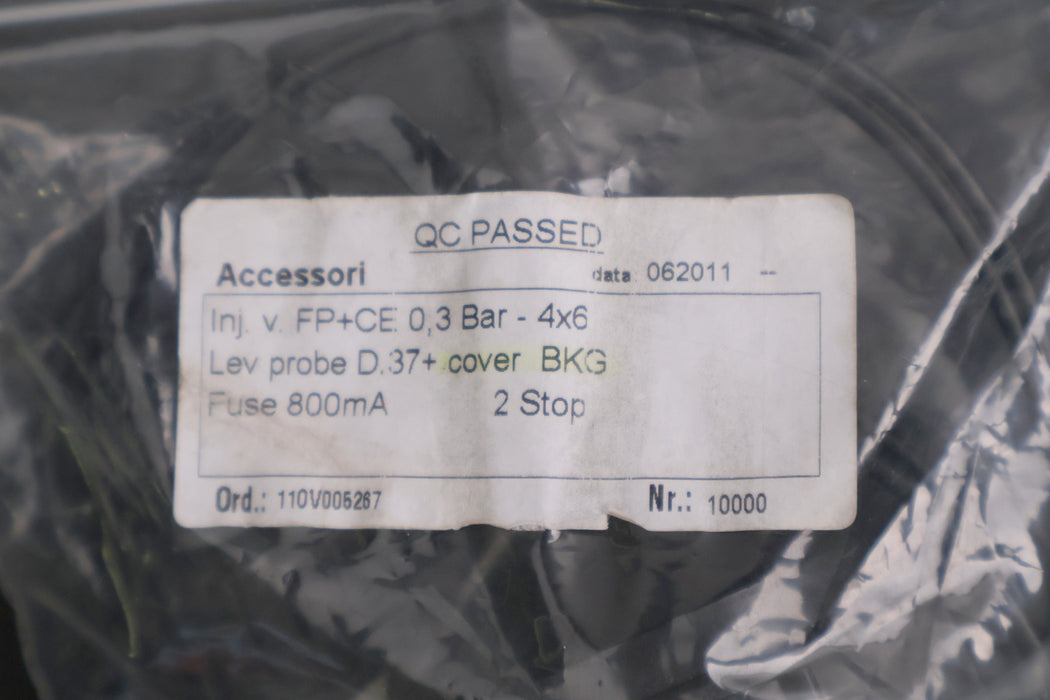 QC PASSED
Accessori data 062011 --
Inj. v. FP+CE 0,3 Bar - 4x6
Lev probe D.37+ cover BKG
Fuse 800mA 2 Stop
Ord.: 110V005267 Nr.: 10000